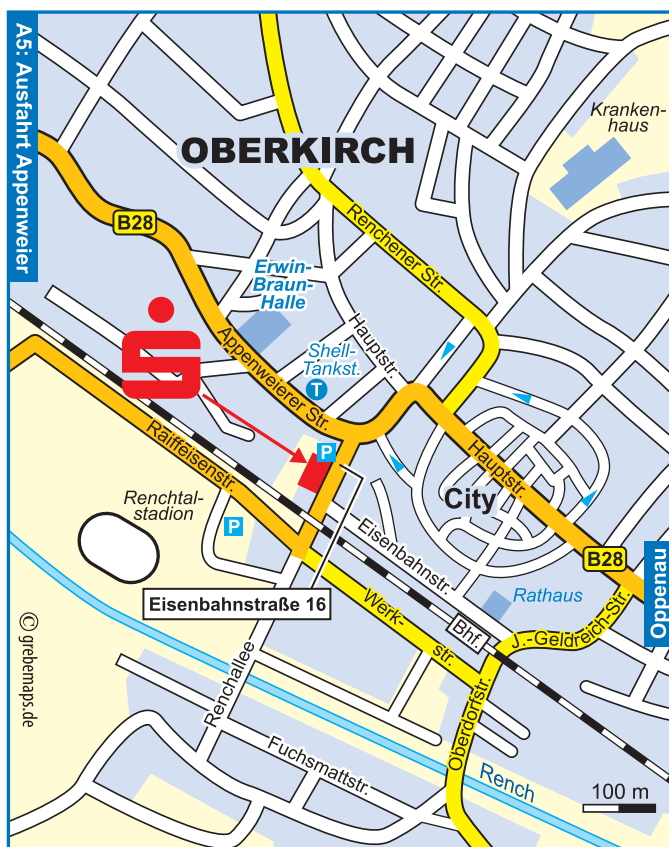 A5: Ausfahrt Appenweier
Kranken-
haus
OBERKIRCH
B28
Renchener Str.
Erwin-
Braun-
Halle
Hauptstr.
Shell-
Tankst.
T
Appenweierer Str.
P
Raiffeisenstr.
Hauptstr.
City
Renchtal-
stadion
P
Eisenbahnstr.
B28
Eisenbahnstraße 16
Rathaus
Oppenau
Werk-
str.
Bhf.
J.-Geldreich-Str.
© grebemaps.de
Renchallee
Oberdorfstr.
Fuchsmattstr.
Rench
100 m